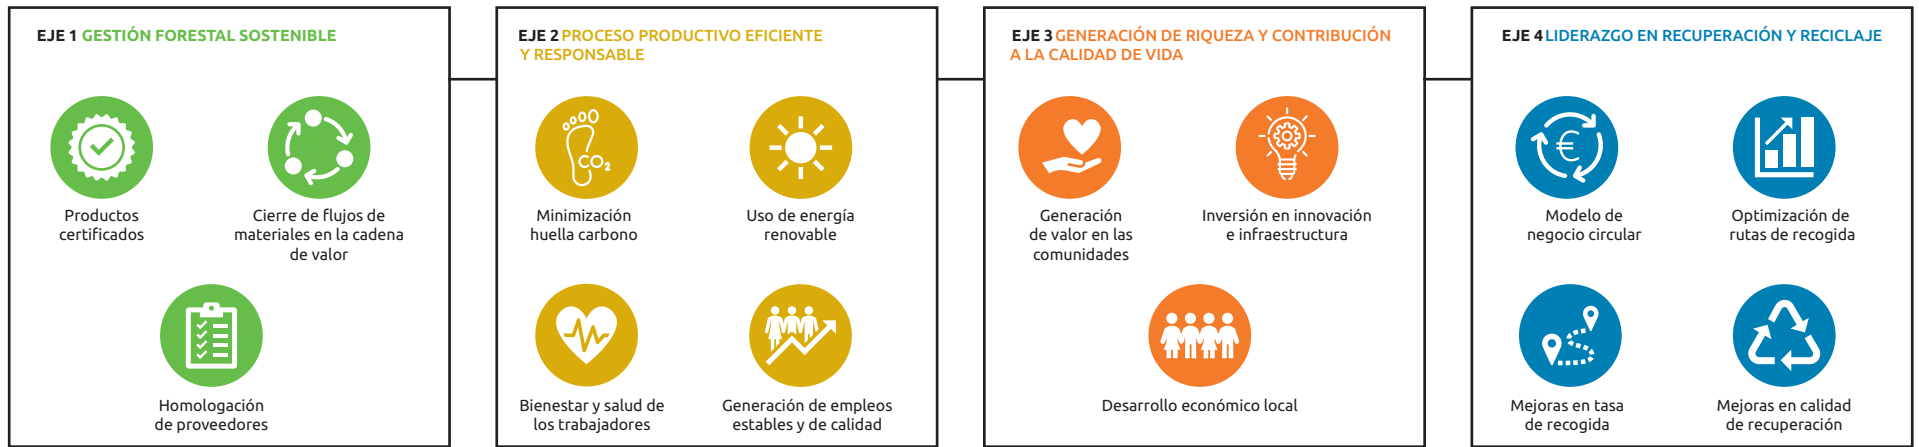 EJE 1 GESTIÓN FORESTAL SOSTENIBLE
Productos
certificados
Cierre de flujos de
materiales en la cadena
de valor
Homologación
de proveedores
EJE 2 PROCESO PRODUCTIVO EFICIENTE
Y RESPONSABLE
CO2
Minimización
huella carbono
Uso de energía
renovable
Bienestar y salud de
los trabajadores
Generación de empleos
estables y de calidad
EJE 3 GENERACIÓN DE RIQUEZA Y CONTRIBUCIÓN
A LA CALIDAD DE VIDA
Generación
de valor en las
comunidades
Inversión en innovación
e infraestructura
Desarrollo económico local
EJE 4 LIDERAZGO EN RECUPERACIÓN Y RECICLAJE
€
Modelo de
negocio circular
Optimización de
rutas de recogida
Mejoras en tasa
de recogida
Mejoras en calidad
de recuperación